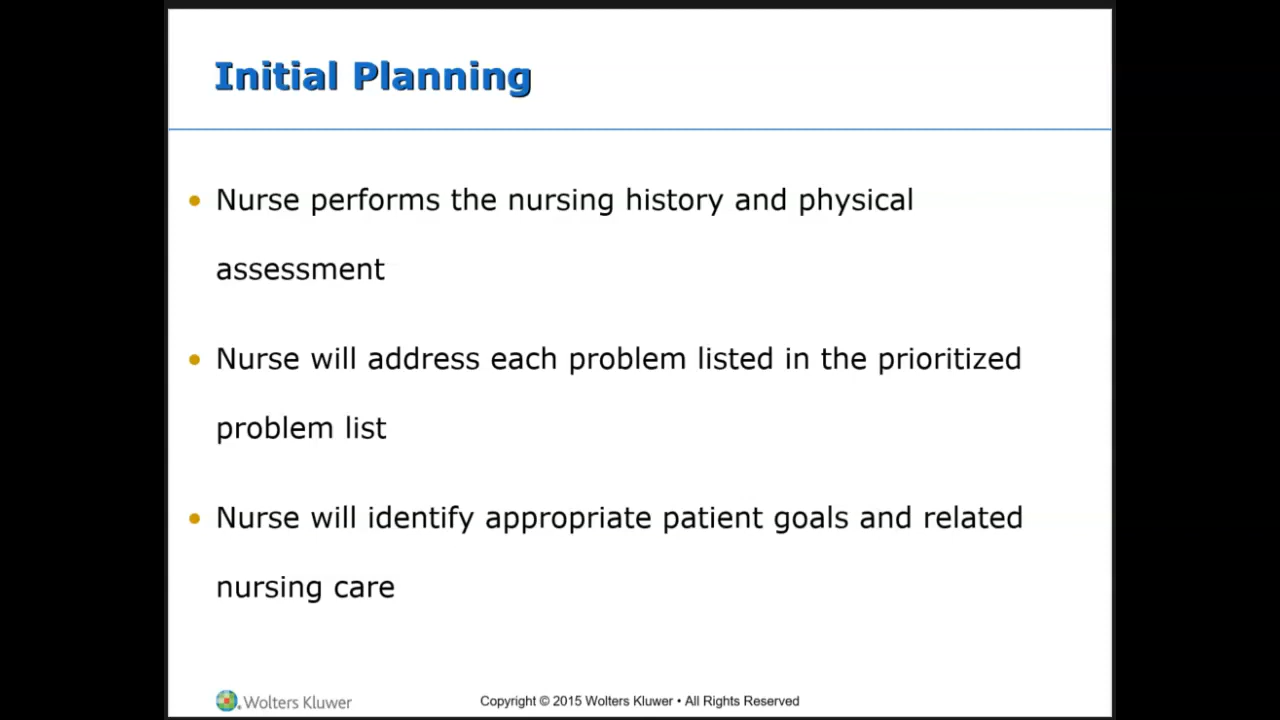 Initial Planning
• Nurse performs the nursing history and physical
assessment
• Nurse will address each problem listed in the prioritized
problem list
• Nurse will identify appropriate patient goals and related
nursing care
Wolters Kluwer
Copyright © 2015 Wolters Kluwer • All Rights Reserved